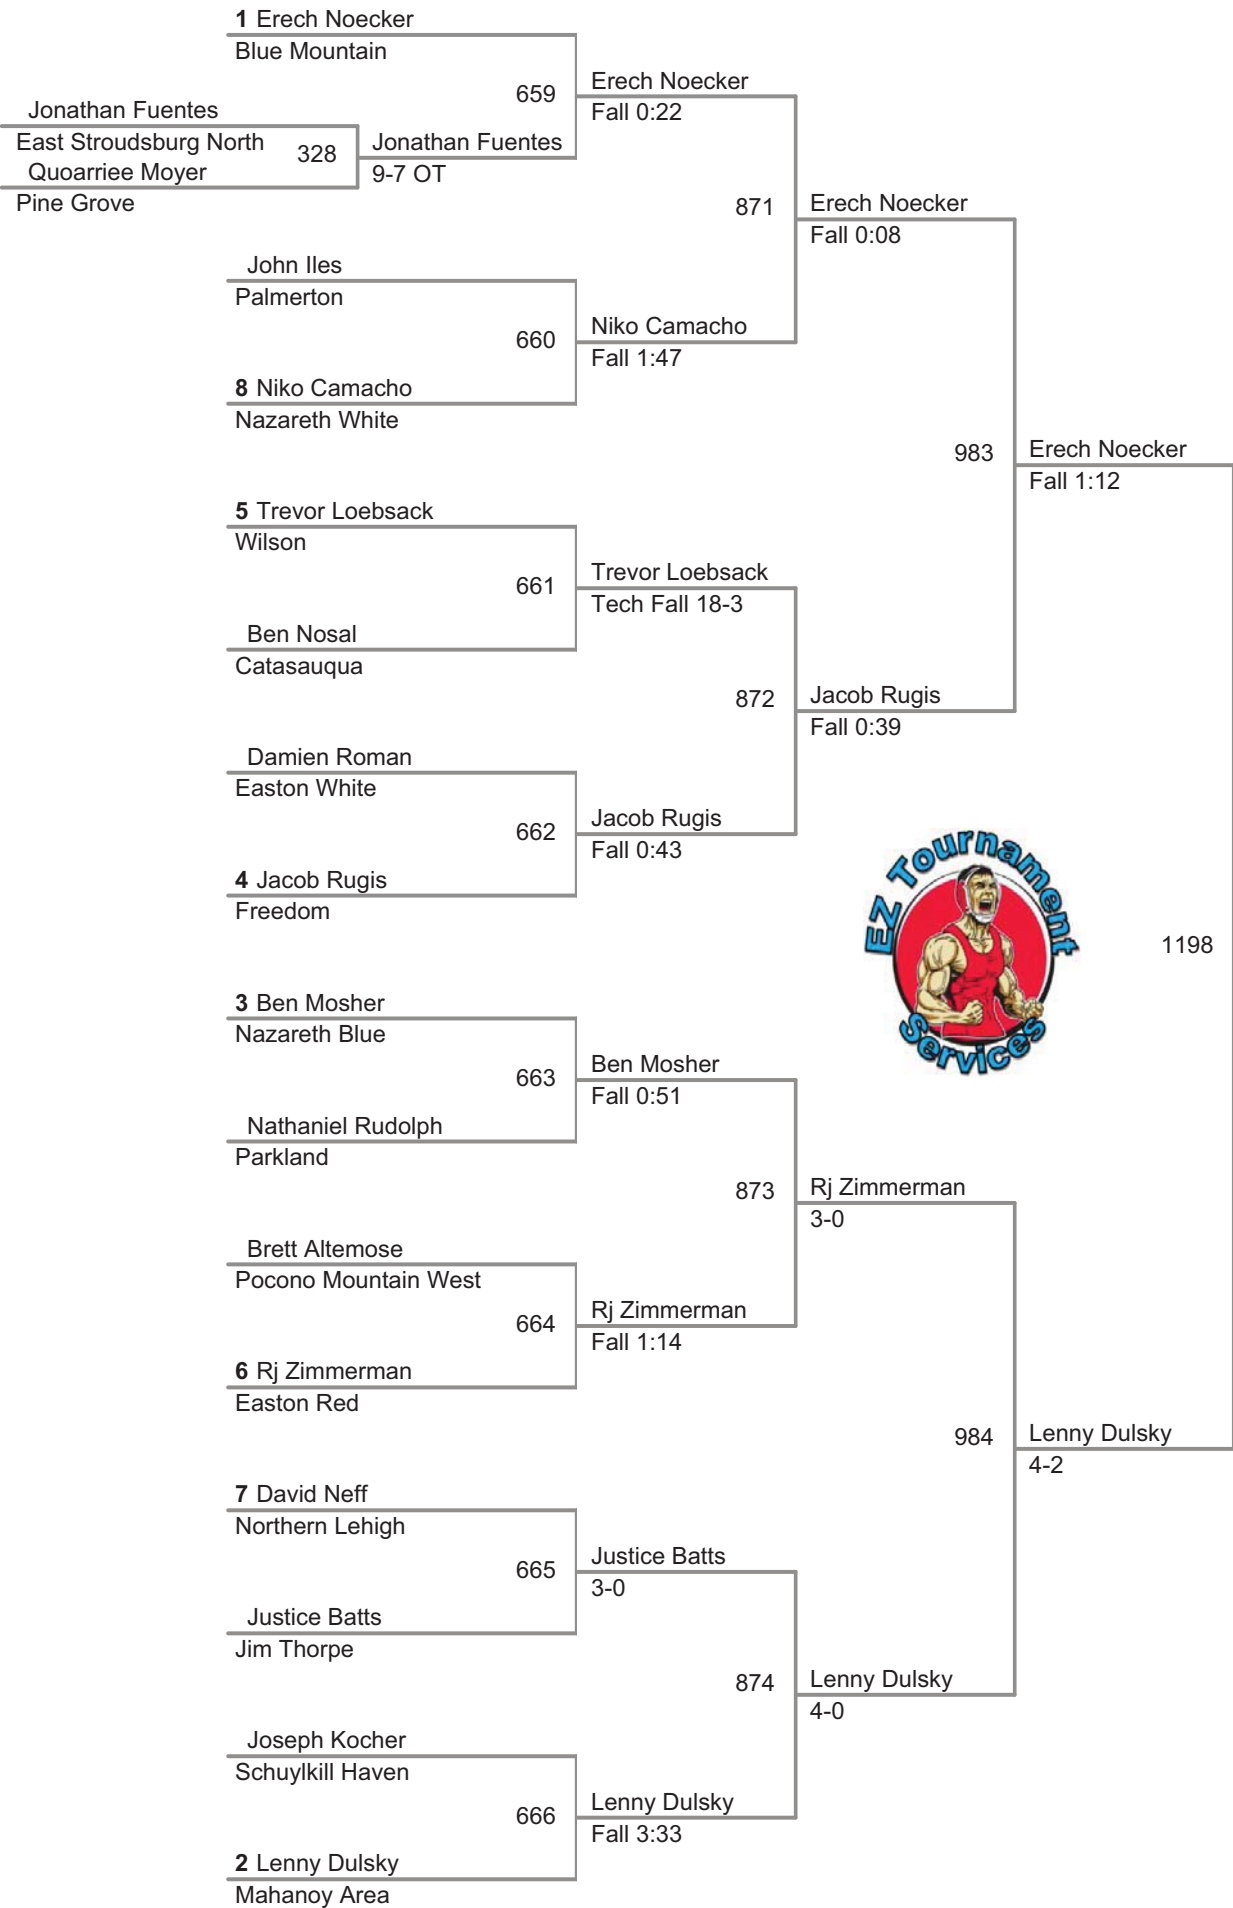 1 Erech Noecker
Blue Mountain
659
Erech Noecker
Fall 0:22
Jonathan Fuentes
East Stroudsburg North
328
Jonathan Fuentes
9-7 OT
Quoarriee Moyer
Pine Grove
871
Erech Noecker
Fall 0:08
John Iles
Palmerton
660
Niko Camacho
Fall 1:47
8 Niko Camacho
Nazareth White
983
Erech Noecker
Fall 1:12
5 Trevor Loebsack
Wilson
661
Trevor Loebsack
Tech Fall 18-3
Ben Nosal
Catasauqua
872
Jacob Rugis
Fall 0:39
Damien Roman
Easton White
662
Jacob Rugis
Fall 0:43
4 Jacob Rugis
Freedom
EZ Tournament
Services
1198
3 Ben Mosher
Nazareth Blue
663
Ben Mosher
Fall 0:51
Nathaniel Rudolph
Parkland
873
Rj Zimmerman
3-0
Brett Altemose
Pocono Mountain West
664
Rj Zimmerman
Fall 1:14
6 Rj Zimmerman
Easton Red
984
Lenny Dulsky
4-2
7 David Neff
Northern Lehigh
665
Justice Batts
3-0
Justice Batts
Jim Thorpe
874
Lenny Dulsky
4-0
Joseph Kocher
Schuylkill Haven
666
Lenny Dulsky
Fall 3:33
2 Lenny Dulsky
Mahanoy Area